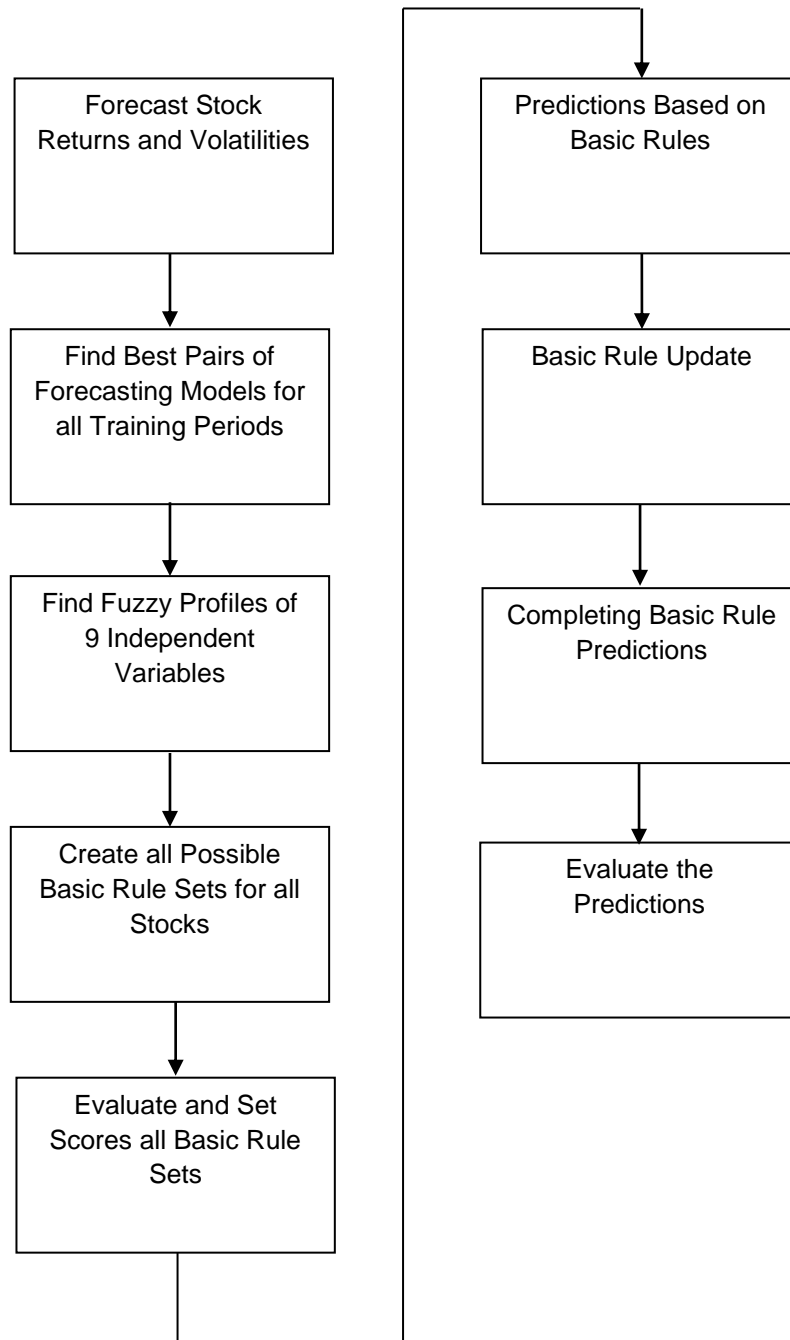 Forecast Stock
Returns and Volatilities
Find Best Pairs of
Forecasting Models for
all Training Periods
Find Fuzzy Profiles of
9 Independent
Variables
Create all Possible
Basic Rule Sets for all
Stocks
Evaluate and Set
Scores all Basic Rule
Sets
Predictions Based on
Basic Rules
Basic Rule Update
Completing Basic Rule
Predictions
Evaluate the
Predictions